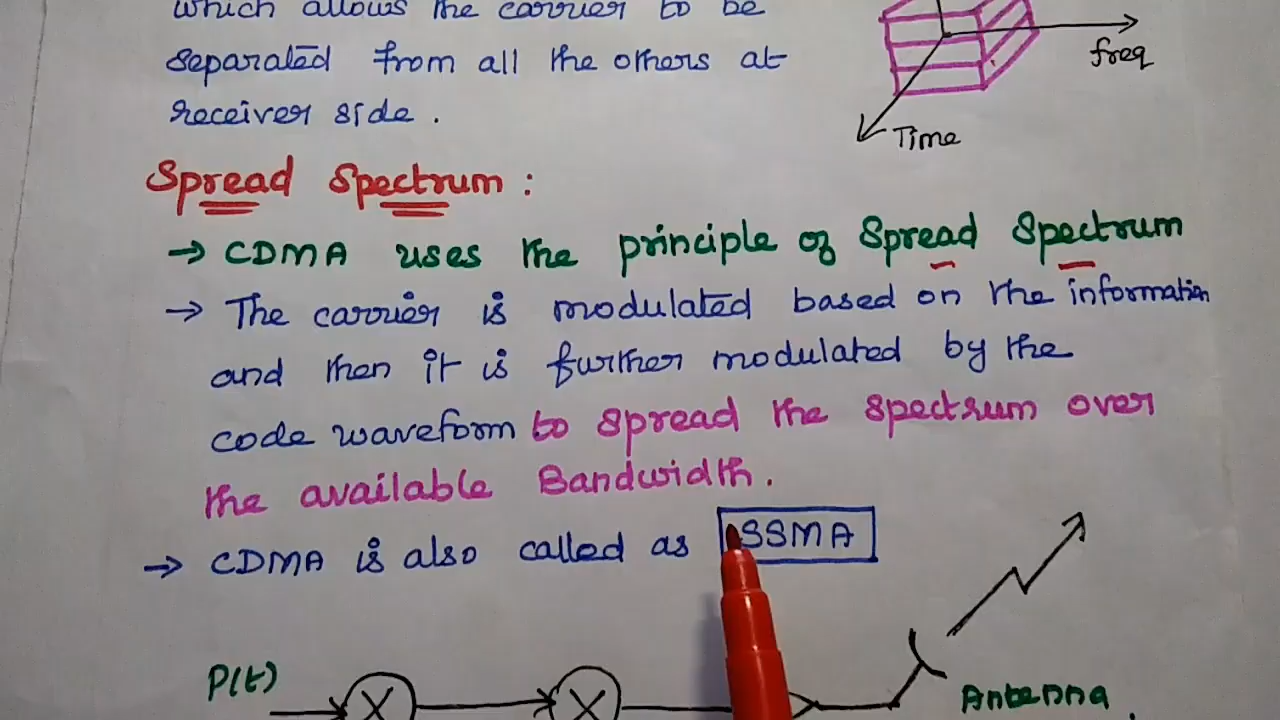 which allows the carrier to be
separated from all the others at
receiver side.
freq
Time
Spread Spectrum :
→ CDMA uses the principle of Spread Spectrum
→ The carrier is modulated based on the information
and then it is further modulated by the
code waveform to spread the spectrum over
the available Bandwidth.
→ CDMA is also called as SSMA
P(t)
X X
Antenna.